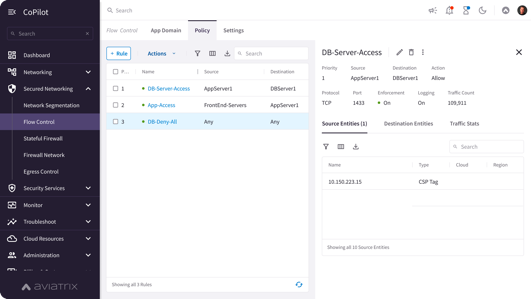 CoPilot
Search
Dashboard
Networking
Secured Networking
Network Segmentation
Flow Control
Stateful Firewall
Firewall Network
Egress Control
Security Services
Monitor
Troubleshoot
Cloud Resources
Administration
AVIATRIX
Search
Flow Control App Domain Policy Settings
+ Rule Actions Search
P... Name Source Destination
1 DB-Server-Access AppServer1 DBServer1
2 App-Access FrontEnd-Servers AppServer1
3 DB-Deny-All Any Any
Showing all 3 Rules
DB-Server-Access
Priority Source Destination Action
1 AppServer1 DBServer1 Allow
Protocol Port Enforcement Logging Traffic Count
TCP 1433 On On 109,911
Source Entities (1) Destination Entities Traffic Stats
Search
Name Type Cloud Region
10.150.223.15 CSP Tag
Showing all 10 Source Entities